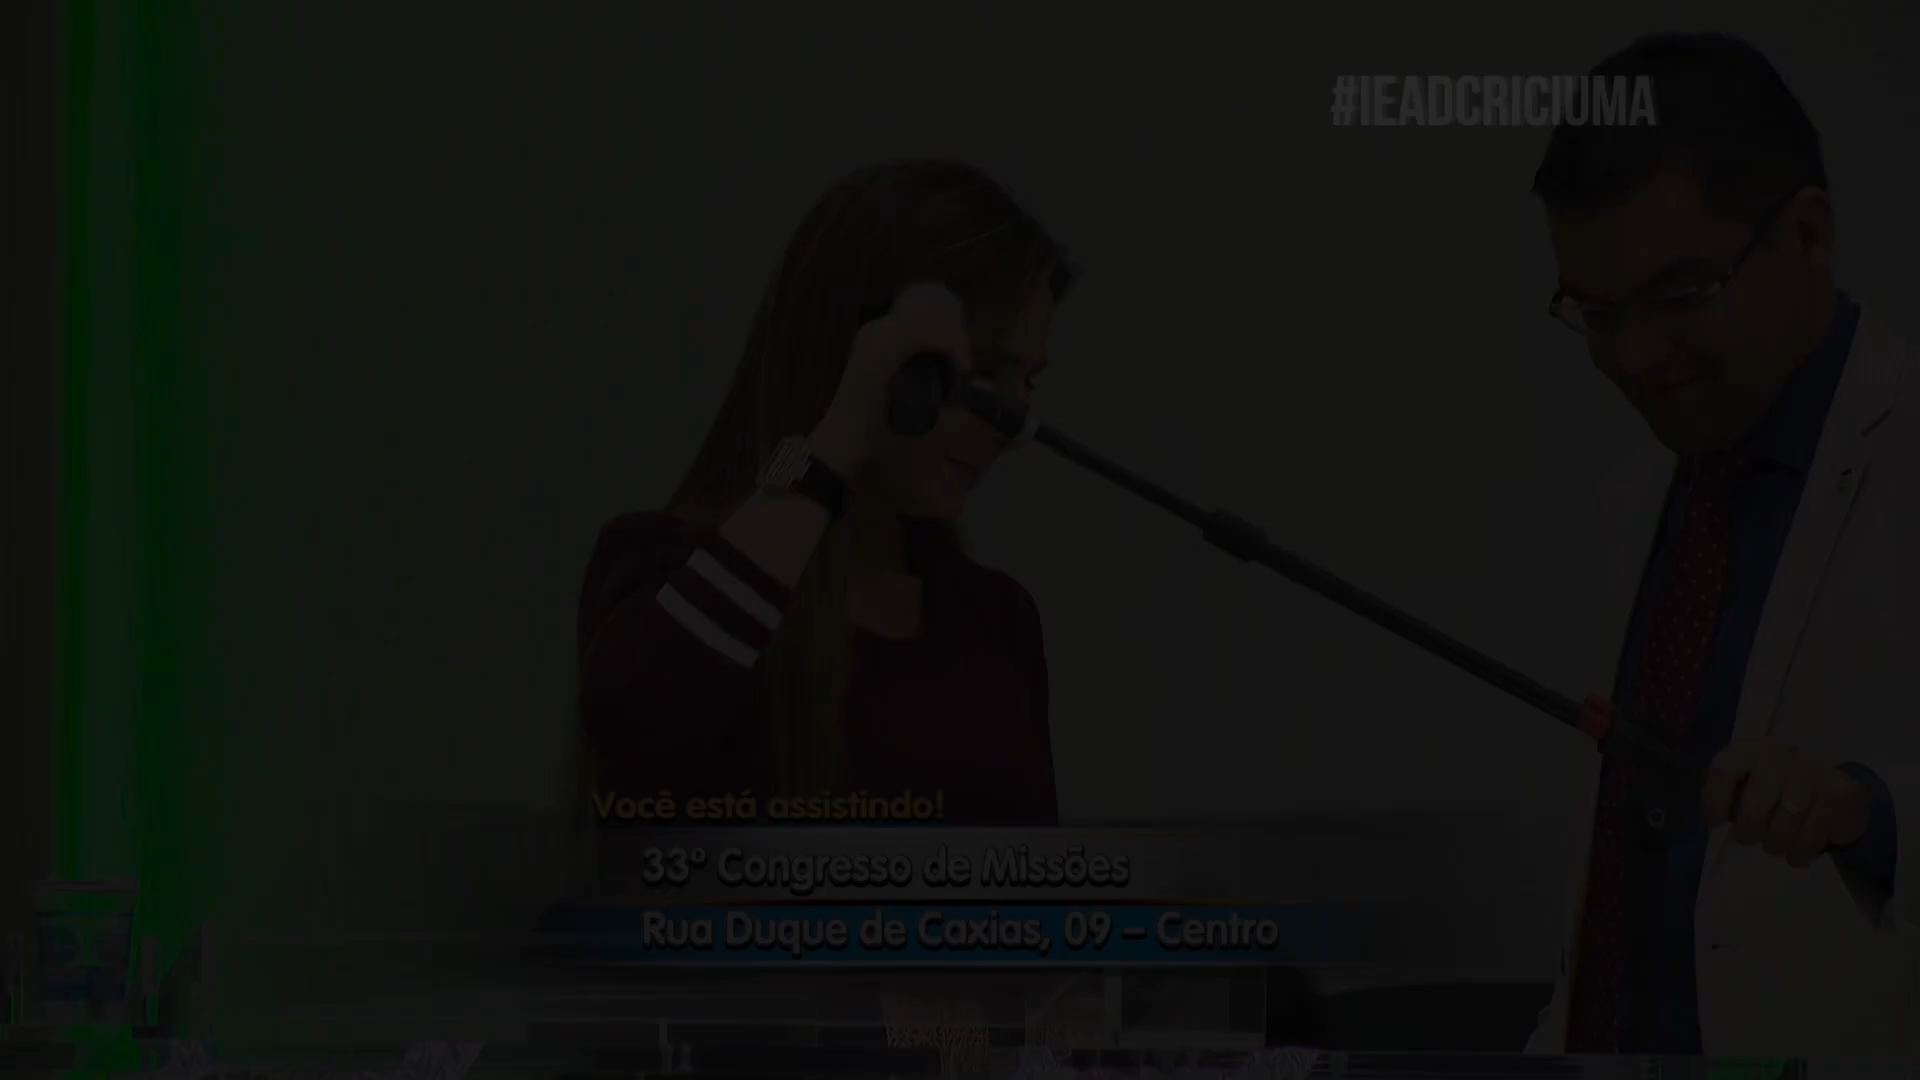 #IEADCRICIUMA
Você está assistindo!
33º Congresso de Missões
Rua Duque de Caxias, 09 – Centro